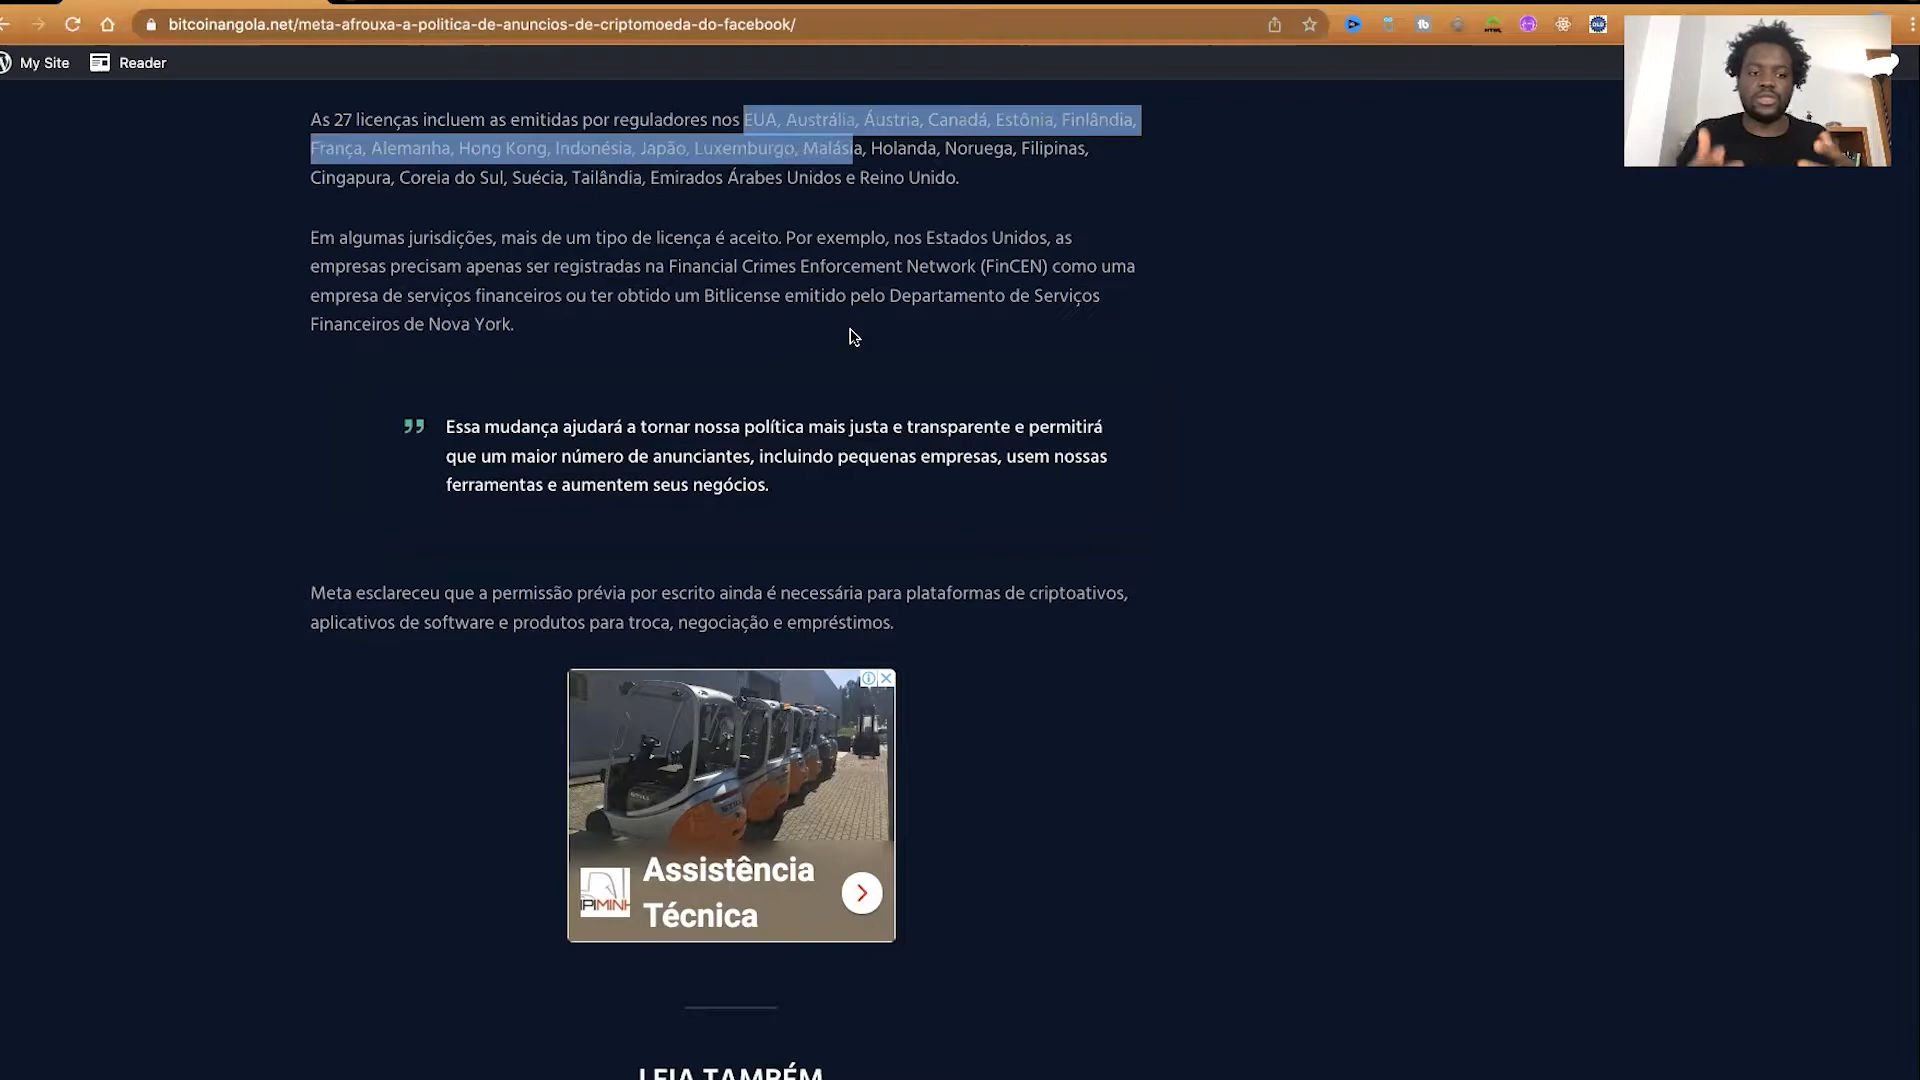 bitcoinangola.net/meta-afrouxa-a-politica-de-anuncios-de-criptomoeda-do-facebook/
My Site
Reader
As 27 licenças incluem as emitidas por reguladores nos EUA, Austrália, Áustria, Canadá, Estônia, Finlândia,
França, Alemanha, Hong Kong, Indonésia, Japão, Luxemburgo, Malásia, Holanda, Noruega, Filipinas,
Cingapura, Coreia do Sul, Suécia, Tailândia, Emirados Árabes Unidos e Reino Unido.
Em algumas jurisdições, mais de um tipo de licença é aceito. Por exemplo, nos Estados Unidos, as
empresas precisam apenas ser registradas na Financial Crimes Enforcement Network (FinCEN) como uma
empresa de serviços financeiros ou ter obtido um Bitlicense emitido pelo Departamento de Serviços
Financeiros de Nova York.
Essa mudança ajudará a tornar nossa política mais justa e transparente e permitirá
que um maior número de anunciantes, incluindo pequenas empresas, usem nossas
ferramentas e aumentem seus negócios.
Meta esclareceu que a permissão prévia por escrito ainda é necessária para plataformas de criptoativos,
aplicativos de software e produtos para troca, negociação e empréstimos.
Assistência
Técnica
LEIA TAMBÉM